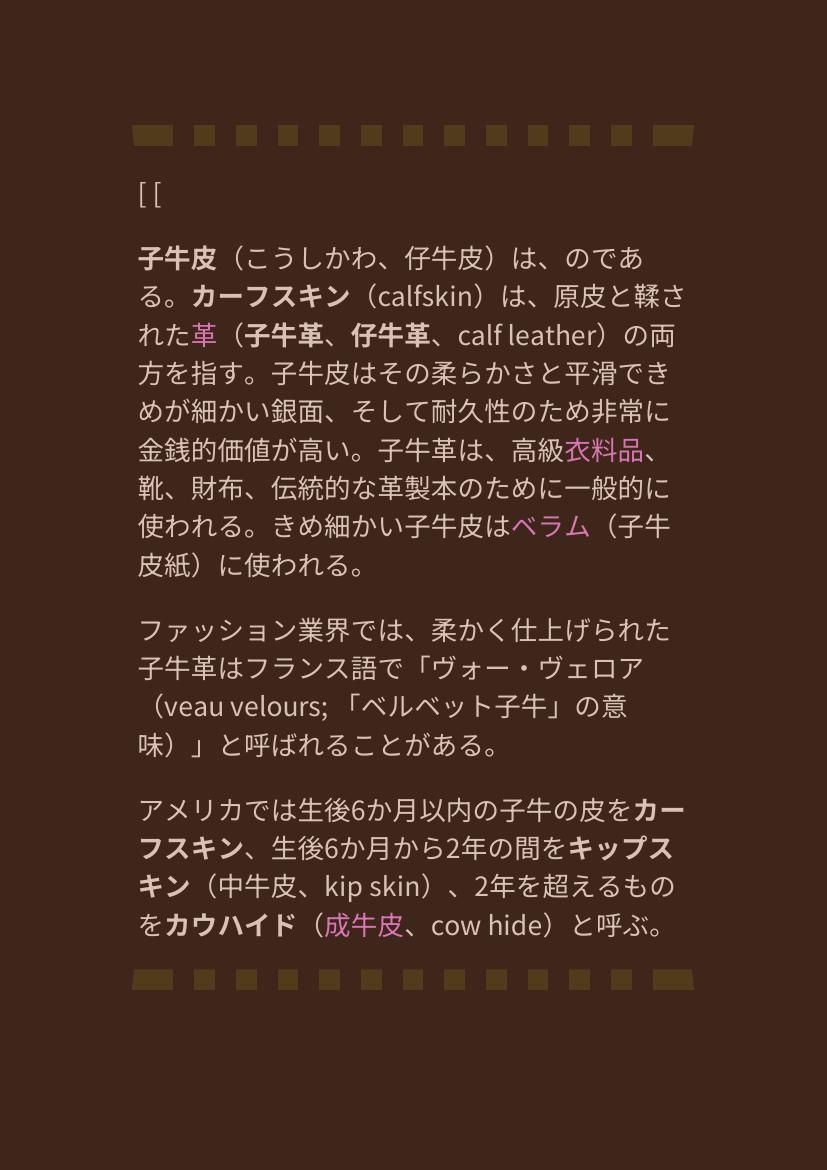 [ [
子牛皮（こうしかわ、仔牛皮）は、のであ
る。カーフスキン（calfskin）は、原皮と鞣さ
れた革（子牛革、仔牛革、calf leather）の両
方を指す。子牛皮はその柔らかさと平滑でき
めが細かい銀面、そして耐久性のため非常に
金銭的価値が高い。子牛革は、高級衣料品、
靴、財布、伝統的な革製本のために一般的に
使われる。きめ細かい子牛皮はベラム（子牛
皮紙）に使われる。
ファッション業界では、柔かく仕上げられた
子牛革はフランス語で「ヴォー・ヴェロア
（veau velours; 「ベルベット子牛」の意
味）」と呼ばれることがある。
アメリカでは生後6か月以内の子牛の皮をカー
フスキン、生後6か月から2年の間をキップス
キン（中牛皮、kip skin）、2年を超えるもの
をカウハイド（成牛皮、cow hide）と呼ぶ。